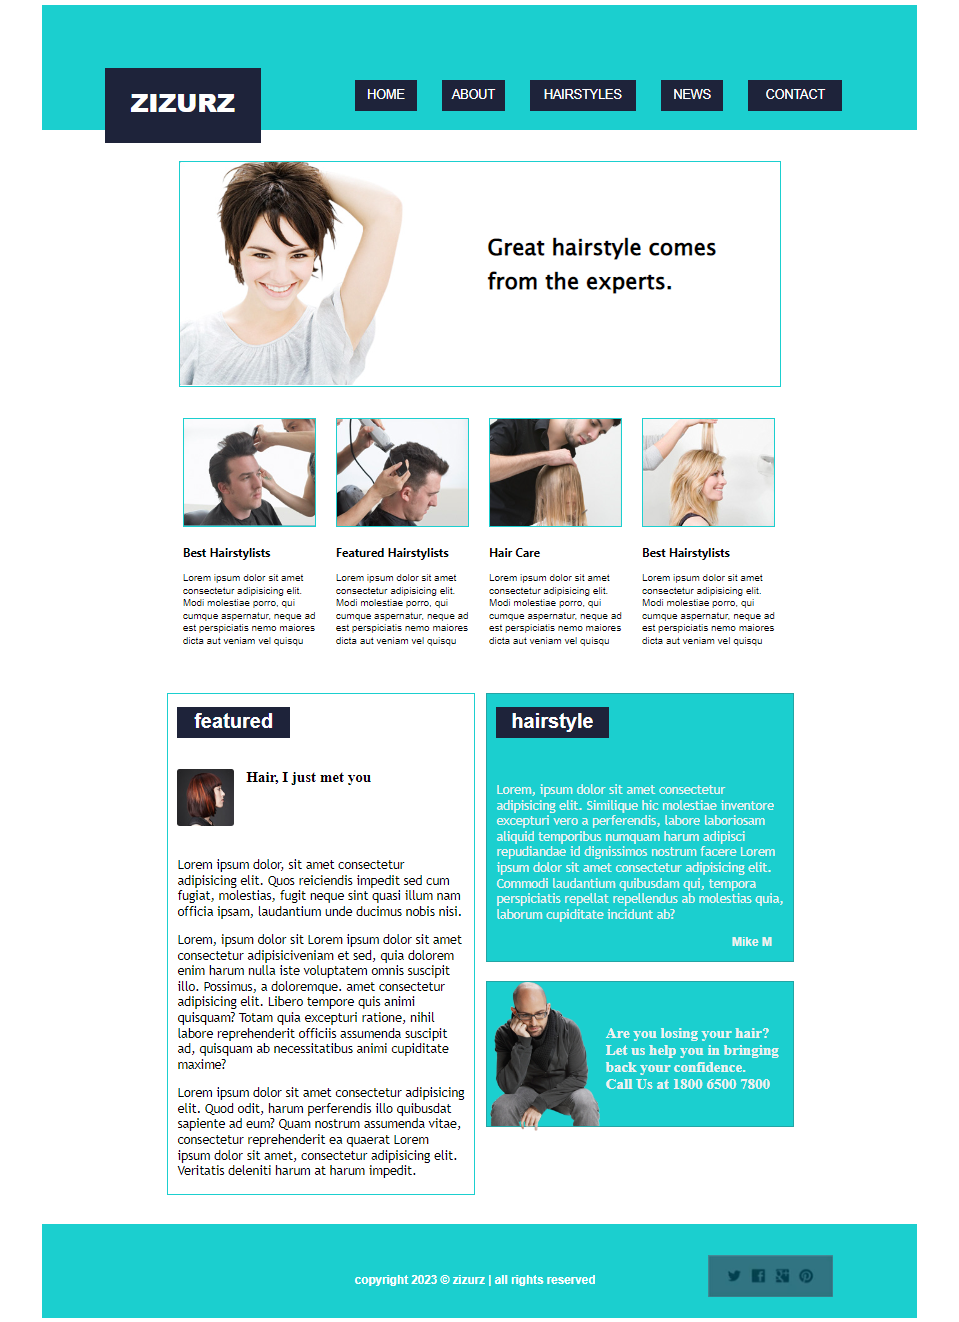 ZIZURZ
HOME ABOUT HAIRSTYLES NEWS CONTACT
Great hairstyle comes
from the experts.
Best Hairstylists
Lorem ipsum dolor sit amet
consectetur adipisicing elit.
Modi molestiae porro, qui
cumque aspernatur, neque ad
est perspiciatis nemo maiores
dicta aut veniam vel quisqu
Featured Hairstylists
Lorem ipsum dolor sit amet
consectetur adipisicing elit.
Modi molestiae porro, qui
cumque aspernatur, neque ad
est perspiciatis nemo maiores
dicta aut veniam vel quisqu
Hair Care
Lorem ipsum dolor sit amet
consectetur adipisicing elit.
Modi molestiae porro, qui
cumque aspernatur, neque ad
est perspiciatis nemo maiores
dicta aut veniam vel quisqu
Best Hairstylists
Lorem ipsum dolor sit amet
consectetur adipisicing elit.
Modi molestiae porro, qui
cumque aspernatur, neque ad
est perspiciatis nemo maiores
dicta aut veniam vel quisqu
featured
Hair, I just met you
Lorem ipsum dolor, sit amet consectetur
adipisicing elit. Quos reiciendis impedit sed cum
fugiat, molestias, fugit neque sint quasi illum nam
officia ipsam, laudantium unde ducimus nobis nisi.
Lorem, ipsum dolor sit Lorem ipsum dolor sit amet
consectetur adipisiciveniam et sed, quia dolorem
enim harum nulla iste voluptatem omnis suscipit
illo. Possimus, a doloremque. amet consectetur
adipisicing elit. Libero tempore quis animi
quisquam? Totam quia excepturi ratione, nihil
labore reprehenderit officiis assumenda suscipit
ad, quisquam ab necessitatibus animi cupiditate
maxime?
Lorem ipsum dolor sit amet consectetur adipisicing
elit. Quod odit, harum perferendis illo quibusdat
sapiente ad eum? Quam nostrum assumenda vitae,
consectetur reprehenderit ea quaerat Lorem
ipsum dolor sit amet, consectetur adipisicing elit.
Veritatis deleniti harum at harum impedit.
hairstyle
Lorem, ipsum dolor sit amet consectetur
adipisicing elit. Similique hic molestiae inventore
excepturi vero a perferendis, labore laboriosam
aliquid temporibus numquam harum adipisci
repudiandae id dignissimos nostrum facere Lorem
ipsum dolor sit amet consectetur adipisicing elit.
Commodi laudantium quibusdam qui, tempora
perspiciatis repellat repellendus ab molestias quia,
laborum cupiditate incidunt ab?
Mike M
Are you losing your hair?
Let us help you in bringing
back your confidence.
Call Us at 1800 6500 7800
copyright 2023 © zizurz | all rights reserved